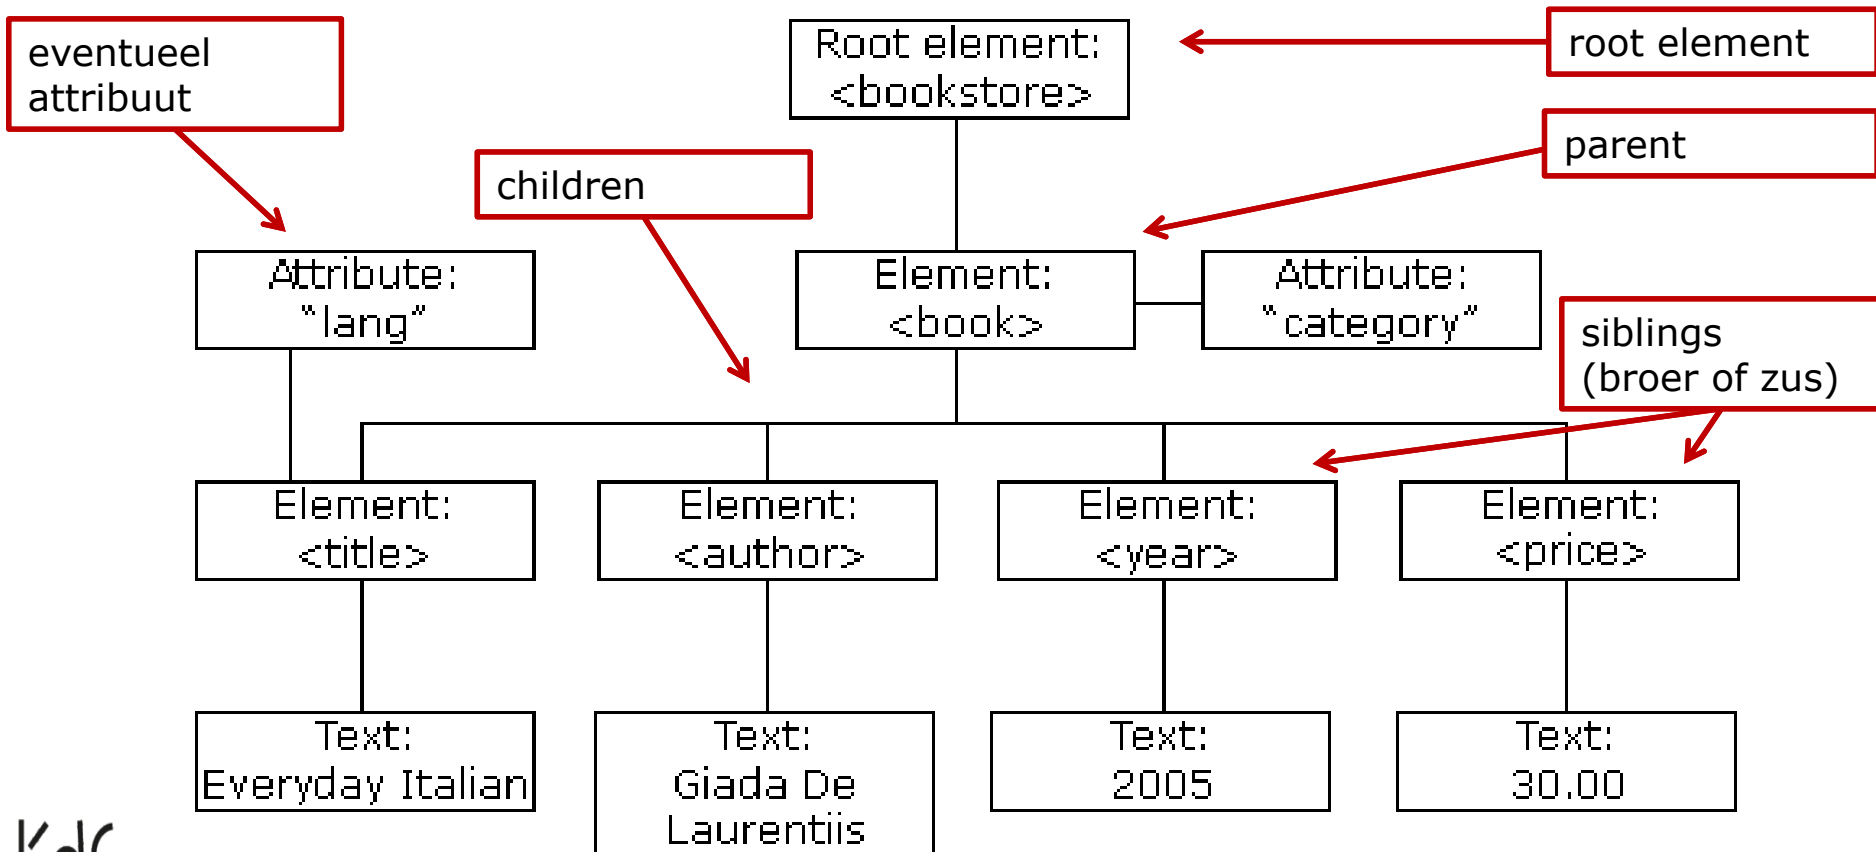 eventueel
attribuut
Root element:
<bookstore>
root element
parent
children
Attribute:
"lang"
Element:
<book>
Attribute:
"category"
siblings
(broer of zus)
Element:
<title>
Element:
<author>
Element:
<year>
Element:
<price>
Text:
Everyday Italian
Text:
Giada De
Laurentiis
Text:
2005
Text:
30.00